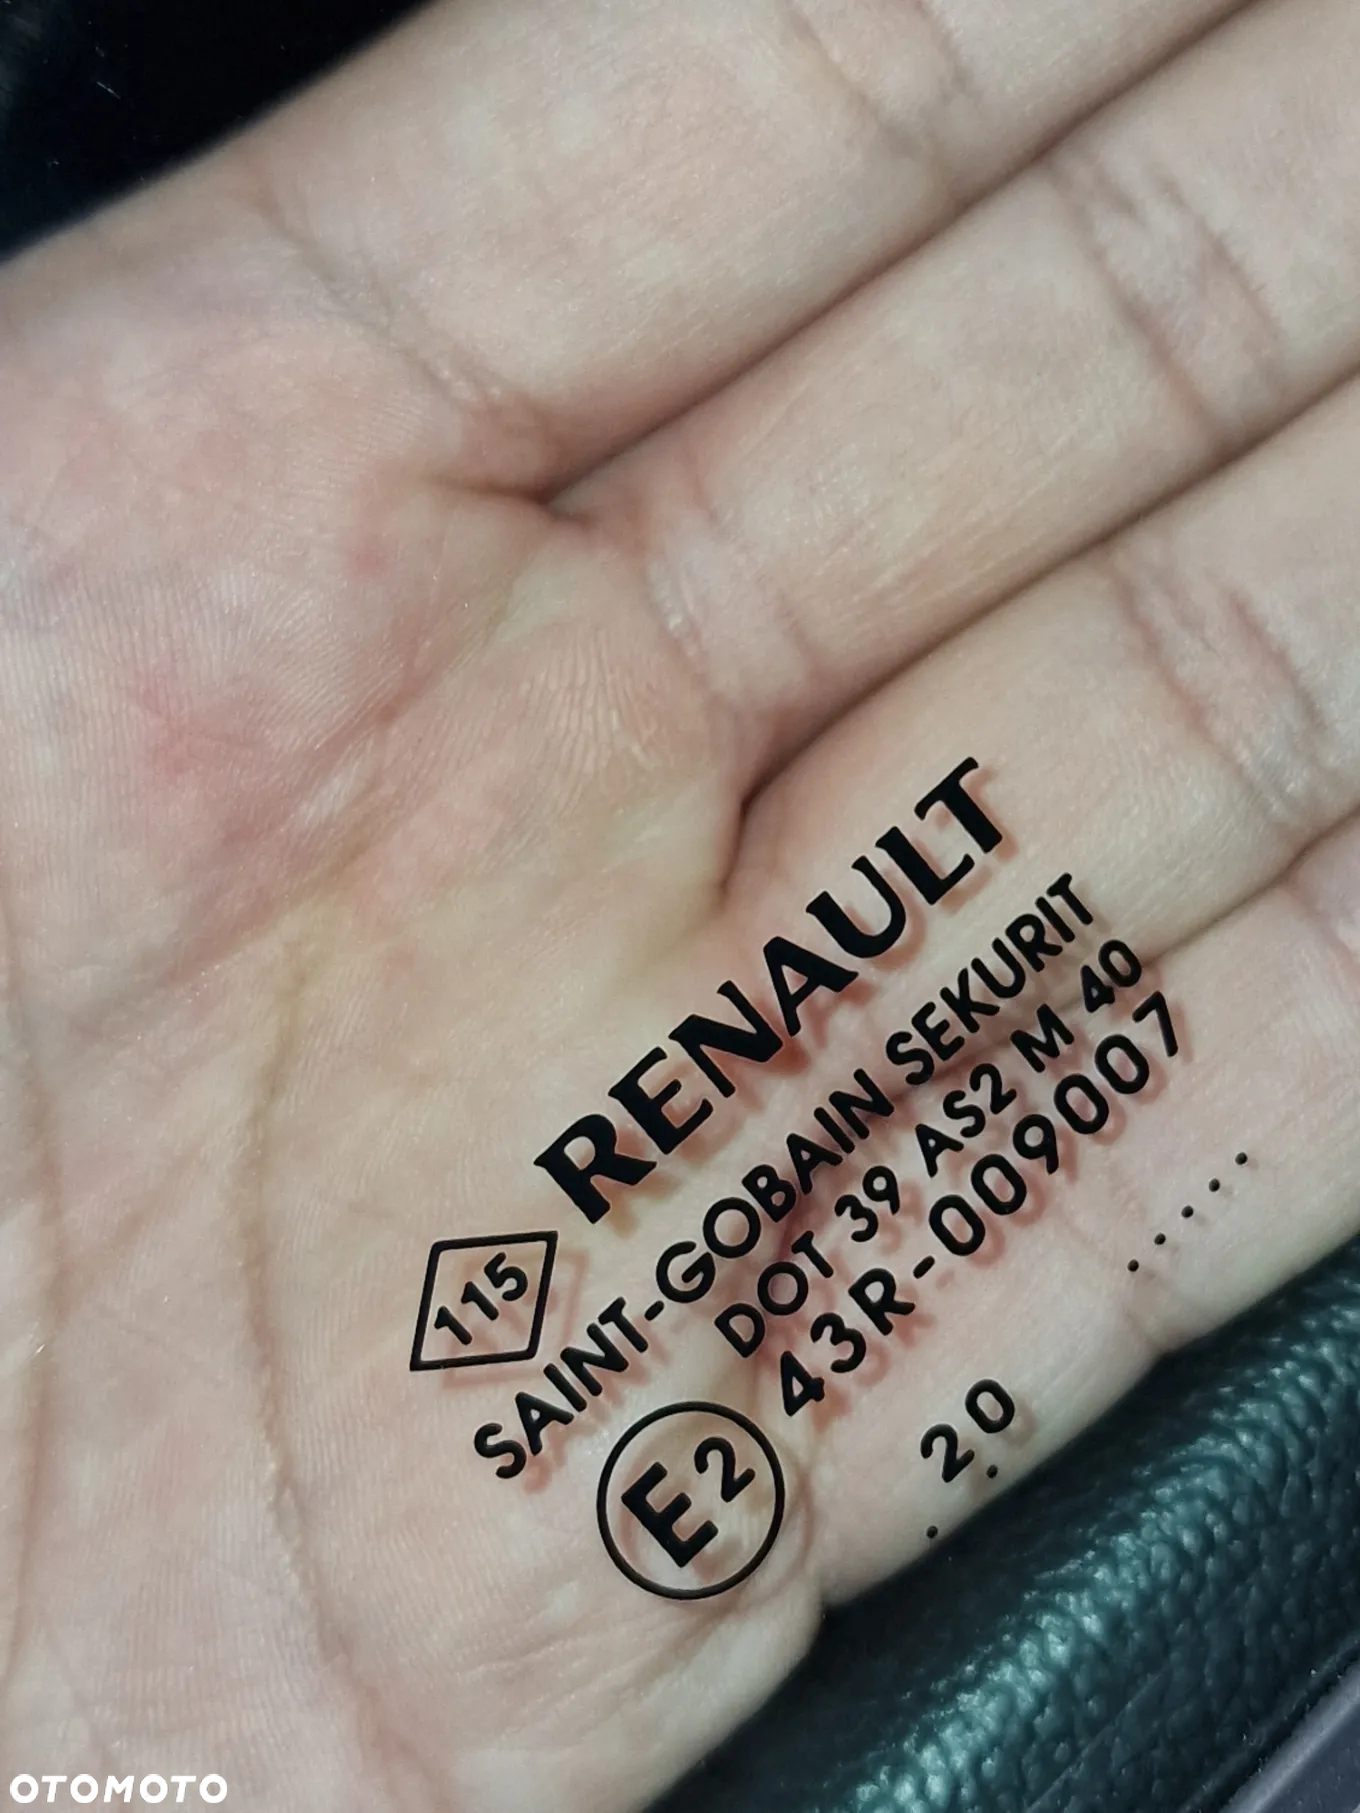 RENAULT
115
SAINT-GOBAIN SEKURIT
DOT 39 AS2 M 40
E2
43R-009007
.....
20
. .
OTOMOTO